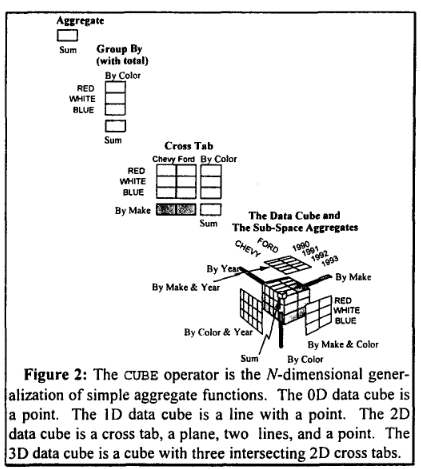 Aggregate
Sum
Group By
(with total)
By Color
RED
WHITE
BLUE
Sum
Cross Tab
Chevy Ford By Color
RED
WHITE
BLUE
By Make
Sum
The Data Cube and
The Sub-Space Aggregates
CHEVY
FORD
1990
1991
1992
1993
By Year
By Make
By Make & Year
RED
WHITE
BLUE
By Color & Year
By Make & Color
Sum
By Color
Figure 2: The CUBE operator is the N-dimensional gener-
alization of simple aggregate functions. The 0D data cube is
a point. The 1D data cube is a line with a point. The 2D
data cube is a cross tab, a plane, two lines, and a point. The
3D data cube is a cube with three intersecting 2D cross tabs.